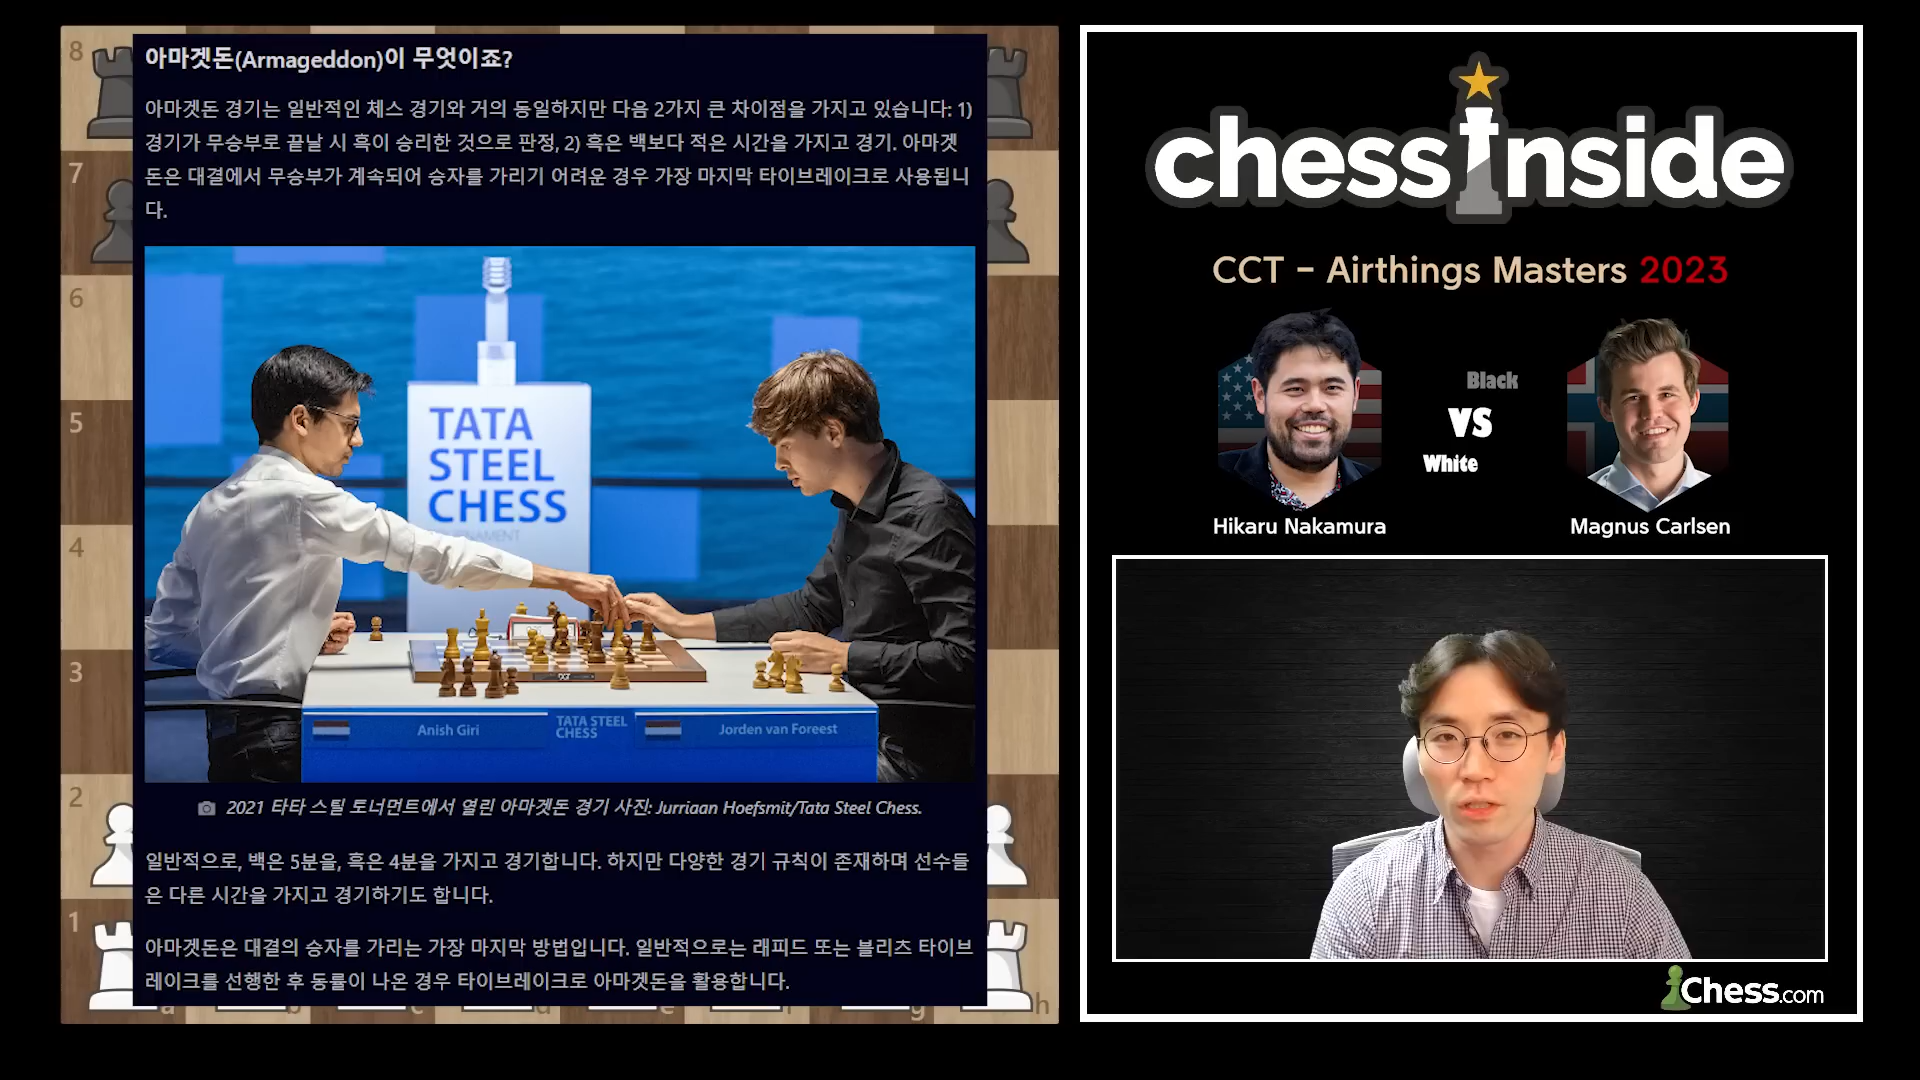 8
7
6
5
4
3
2
1
아마겟돈(Armageddon)이 무엇이죠?
아마겟돈 경기는 일반적인 체스 경기와 거의 동일하지만 다음 2가지 큰 차이점을 가지고 있습니다: 1)
경기가 무승부로 끝날 시 흑이 승리한 것으로 판정, 2) 흑은 백보다 적은 시간을 가지고 경기. 아마겟
돈은 대결에서 무승부가 계속되어 승자를 가리기 어려운 경우 가장 마지막 타이브레이크로 사용됩니
다.
TATA
STEEL
CHESS
Anish Giri
TATA STEEL
CHESS
Jorden van Foreest
2021 타타 스틸 토너먼트에서 열린 아마겟돈 경기 사진: Jurriaan Hoefsmit/Tata Steel Chess.
일반적으로, 백은 5분을, 흑은 4분을 가지고 경기합니다. 하지만 다양한 경기 규칙이 존재하며 선수들
은 다른 시간을 가지고 경기하기도 합니다.
아마겟돈은 대결의 승자를 가리는 가장 마지막 방법입니다. 일반적으로는 래피드 또는 블리츠 타이브
레이크를 선행한 후 동률이 나온 경우 타이브레이크로 아마겟돈을 활용합니다.
a b c d e f g h
chessInside
CCT - Airthings Masters 2023
Black
VS
White
Hikaru Nakamura
Magnus Carlsen
Chess.com